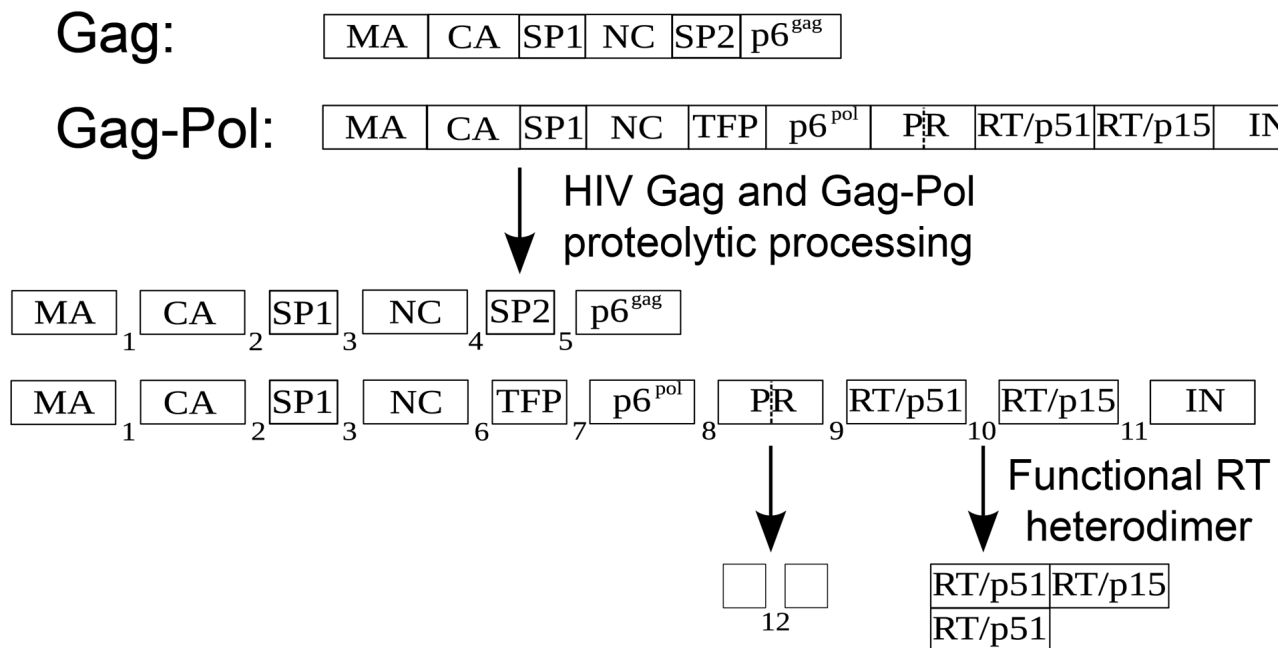 Gag: MA CA SP1 NC SP2 p6gag
Gag-Pol: MA CA SP1 NC TFP p6pol PR RT/p51 RT/p15 IN
HIV Gag and Gag-Pol
proteolytic processing
MA 1 CA 2 SP1 3 NC 4 SP2 5 p6gag
MA 1 CA 2 SP1 3 NC 6 TFP 7 p6pol 8 PR 9 RT/p51 10 RT/p15 11 IN
Functional RT
heterodimer
12
RT/p51 RT/p15
RT/p51